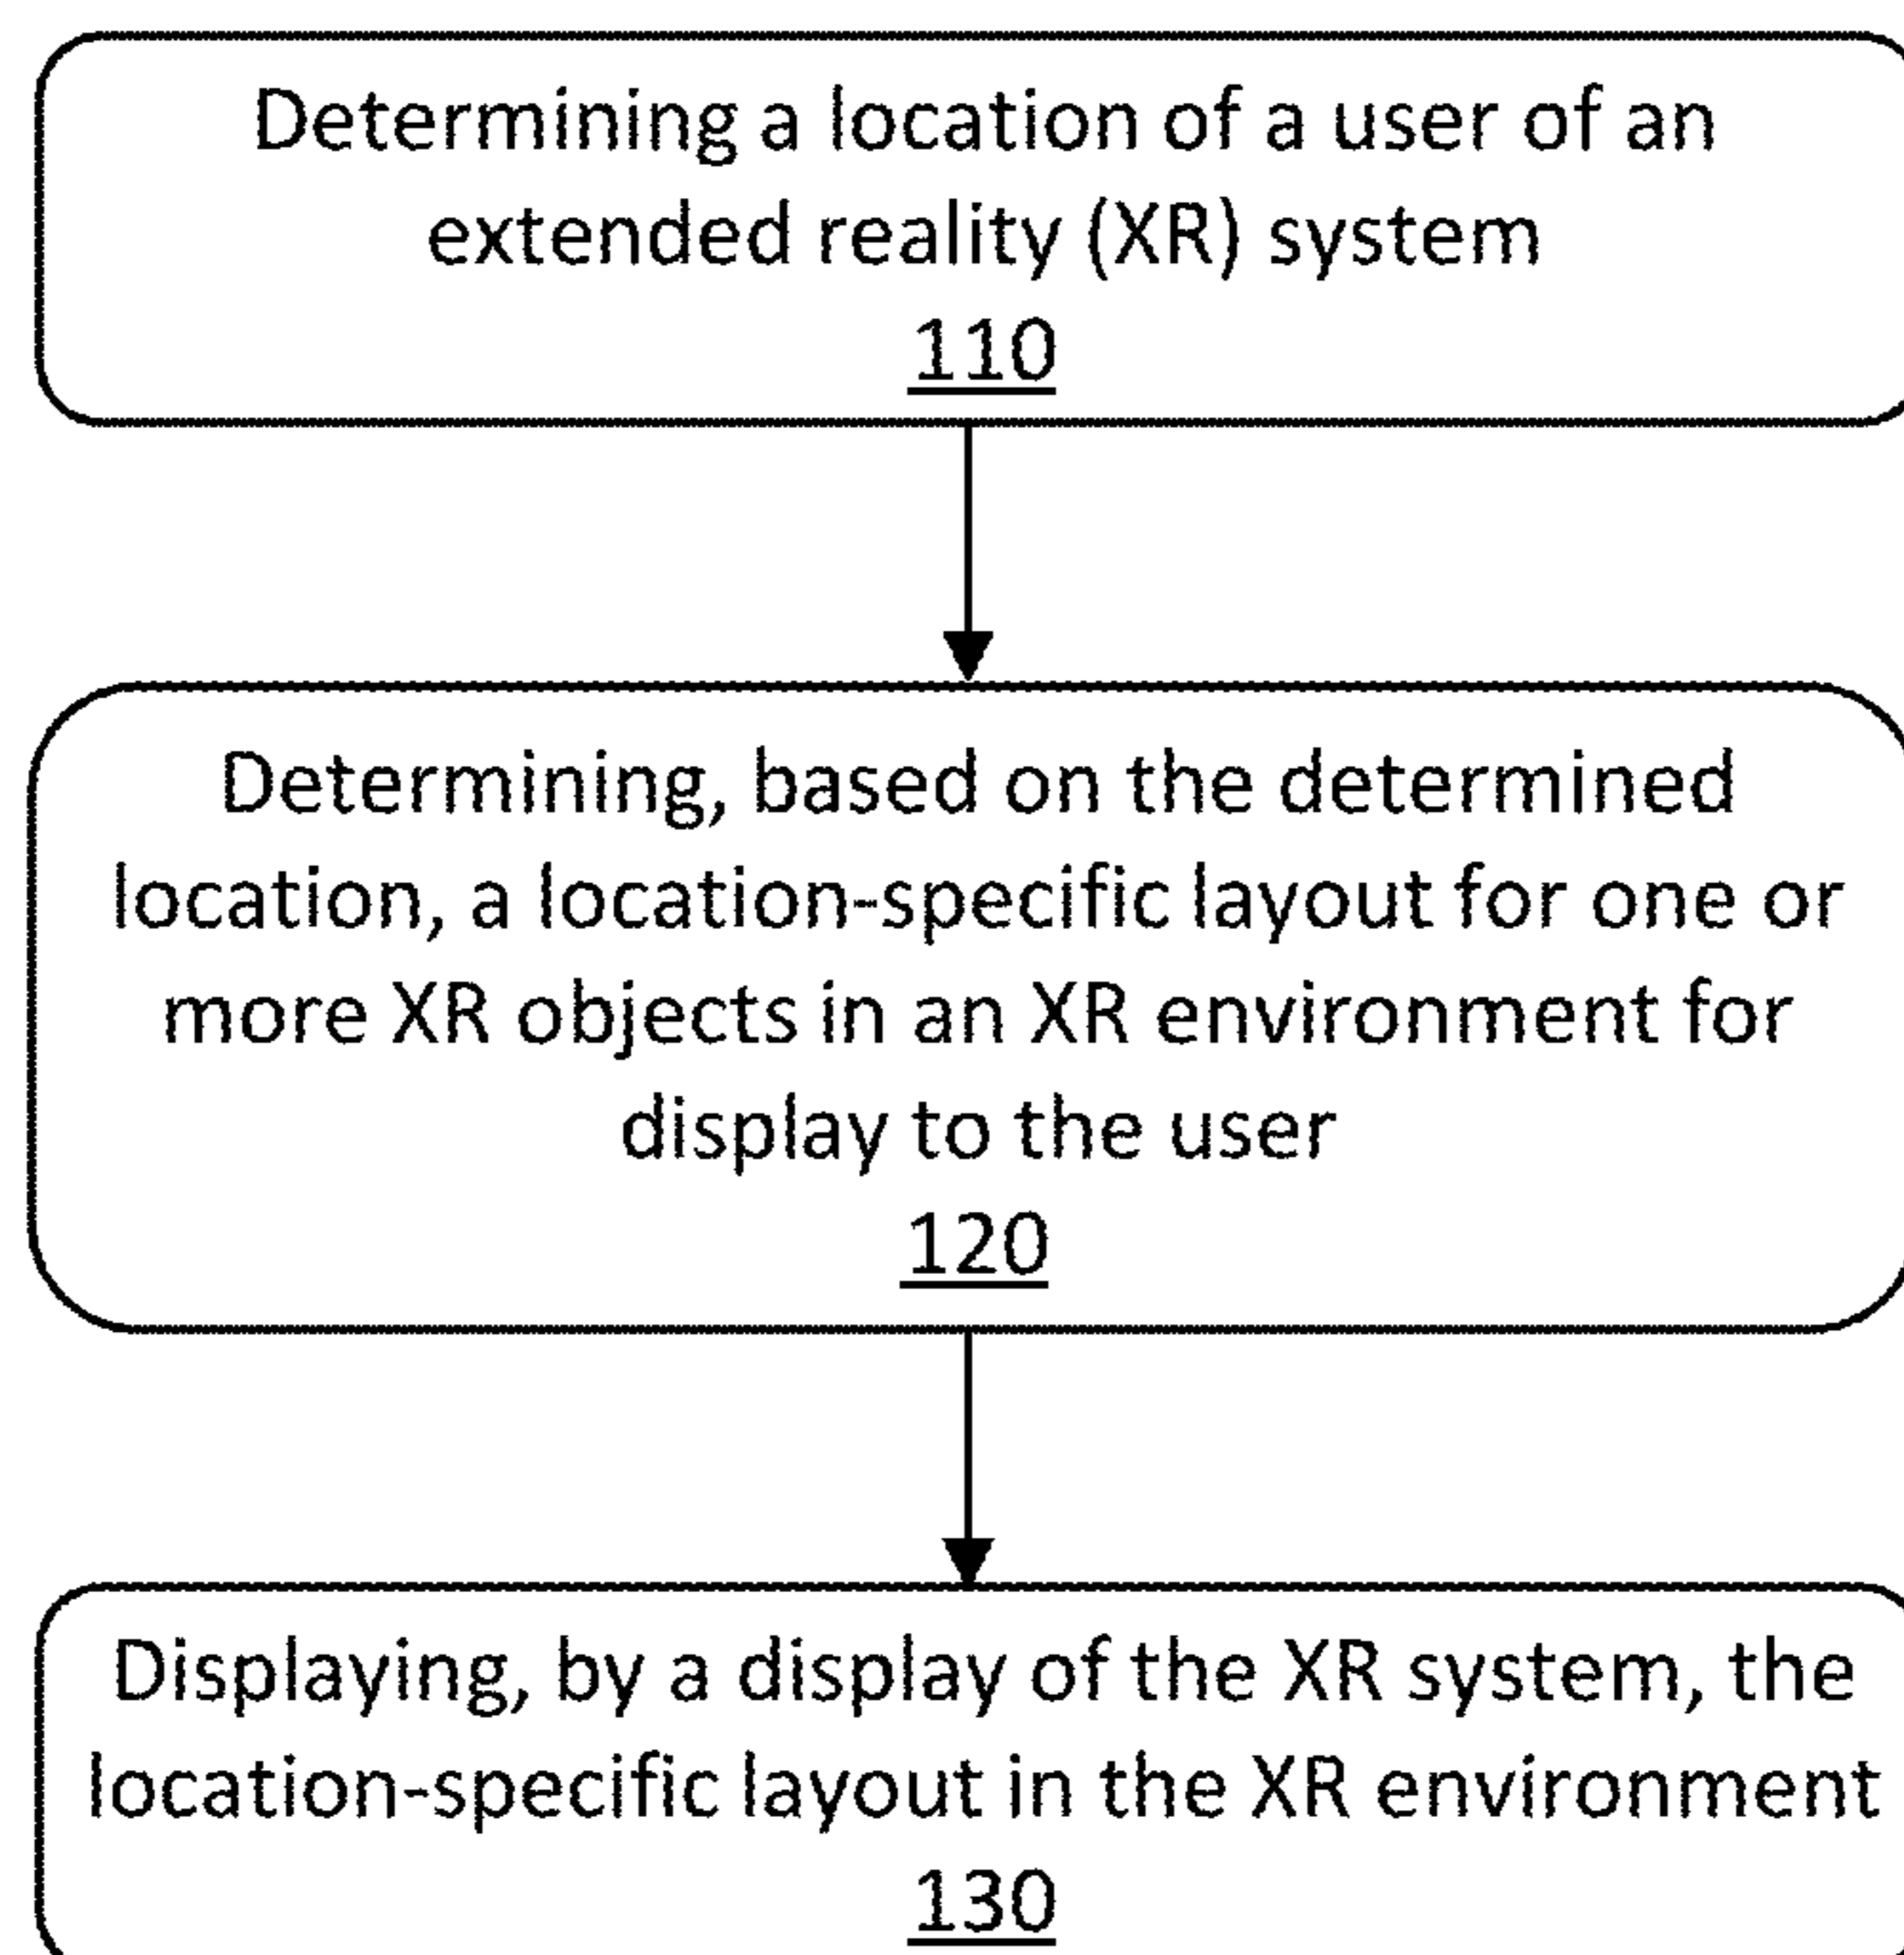 Determining a location of a user of an
extended reality (XR) system
110
Determining, based on the determined
location, a location-specific layout for one or
more XR objects in an XR environment for
display to the user
120
Displaying, by a display of the XR system, the
location-specific layout in the XR environment
130